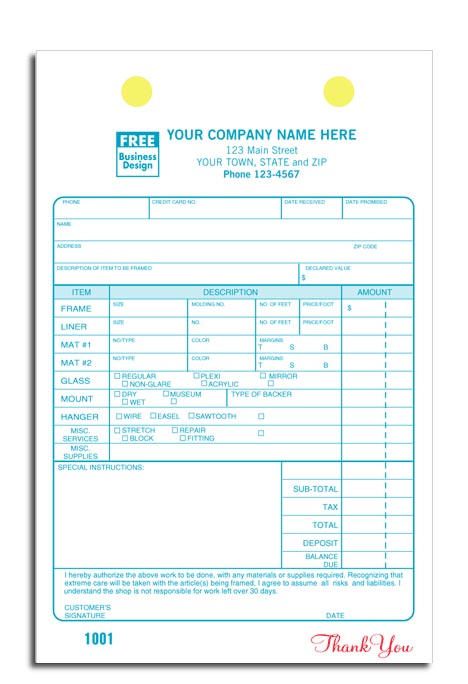 FREE
Business
Design
YOUR COMPANY NAME HERE
123 Main Street
YOUR TOWN, STATE and ZIP
Phone 123-4567
PHONE CREDIT CARD NO. DATE RECEIVED DATE PROMISED
NAME
ADDRESS ZIP CODE
DESCRIPTION OF ITEM TO BE FRAMED DECLARED VALUE
$
ITEM DESCRIPTION AMOUNT
FRAME SIZE MOLDING NO. NO. OF FEET PRICE/FOOT $
LINER SIZE NO. NO. OF FEET PRICE/FOOT
MAT #1 NO/TYPE COLOR MARGINS
T S B
MAT #2 NO/TYPE COLOR MARGINS
T S B
GLASS REGULAR PLEXI MIRROR
NON-GLARE ACRYLIC
MOUNT DRY MUSEUM TYPE OF BACKER
WET
HANGER WIRE EASEL SAWTOOTH
MISC. SERVICES STRETCH REPAIR
BLOCK FITTING
MISC. SUPPLIES
SPECIAL INSTRUCTIONS:
SUB-TOTAL
TAX
TOTAL
DEPOSIT
BALANCE
DUE
I hereby authorize the above work to be done, with any materials or supplies required. Recognizing that
extreme care will be taken with the article(s) being framed, I agree to assume all risks and liabilities. I
understand the shop is not responsible for work left over 30 days.
CUSTOMER'S
SIGNATURE DATE
1001 Thank You